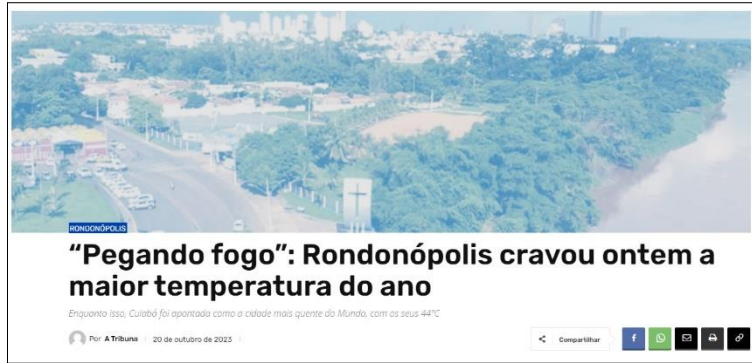 RONDONÓPOLIS
“Pegando fogo”: Rondonópolis cravou ontem a
maior temperatura do ano
Enquanto isso, Cuiabá foi apontada como a cidade mais quente do Mundo, com os seus 44ºC
Por A Tribuna 20 de outubro de 2023
Compartilhar